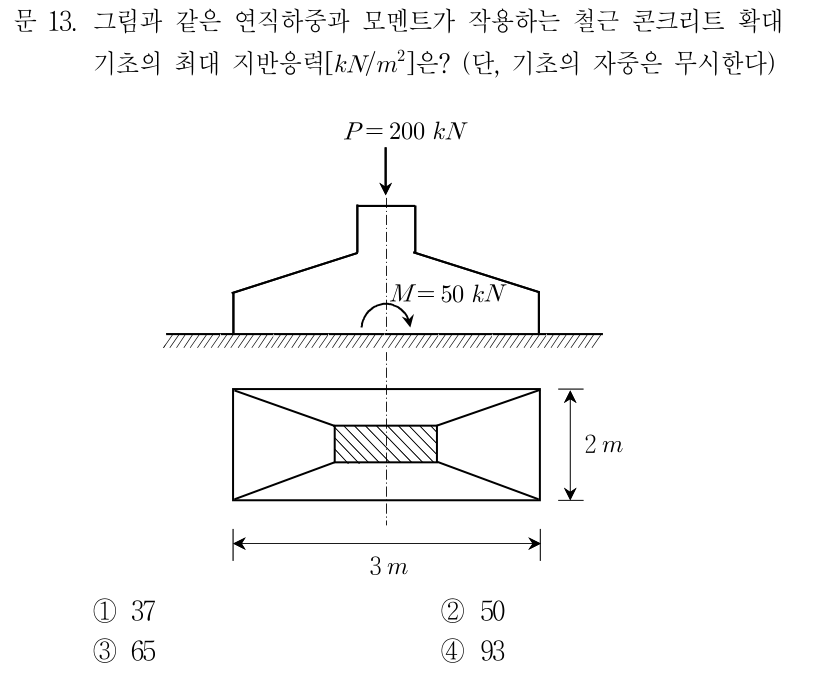 문 13. 그림과 같은 연직하중과 모멘트가 작용하는 철근 콘크리트 확대
기초의 최대 지반응력[kN/m²]은? (단, 기초의 자중은 무시한다)
P = 200 kN
M = 50 kN
2 m
3 m
① 37 ② 50
③ 65 ④ 93